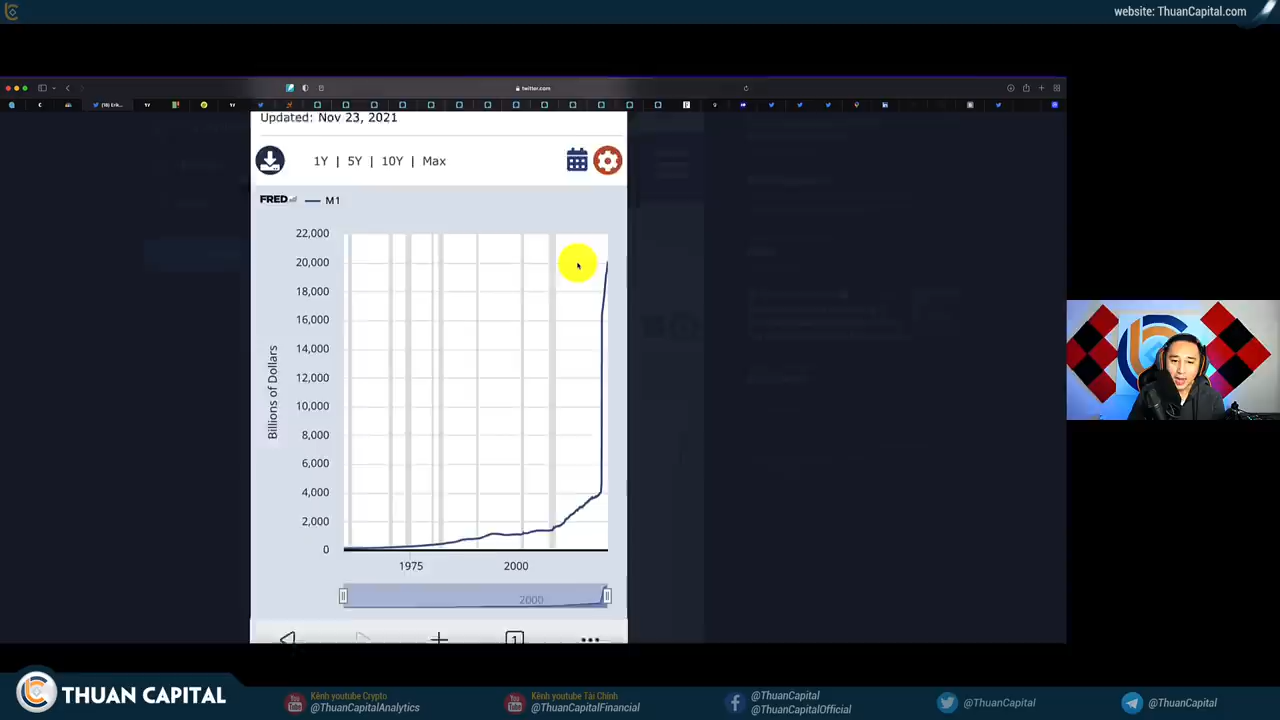 website: ThuanCapital.com
twitter.com
Updated: Nov 23, 2021
1Y | 5Y | 10Y | Max
FRED
M1
22,000
20,000
18,000
16,000
14,000
12,000
10,000
8,000
6,000
4,000
2,000
0
Billions of Dollars
1975
2000
2000
1
THUAN CAPITAL
Kênh youtube Crypto
@ThuanCapitalAnalytics
Kênh youtube Tài Chính
@ThuanCapitalFinancial
@ThuanCapital
@ThuanCapitalOfficial
@ThuanCapital
@ThuanCapital